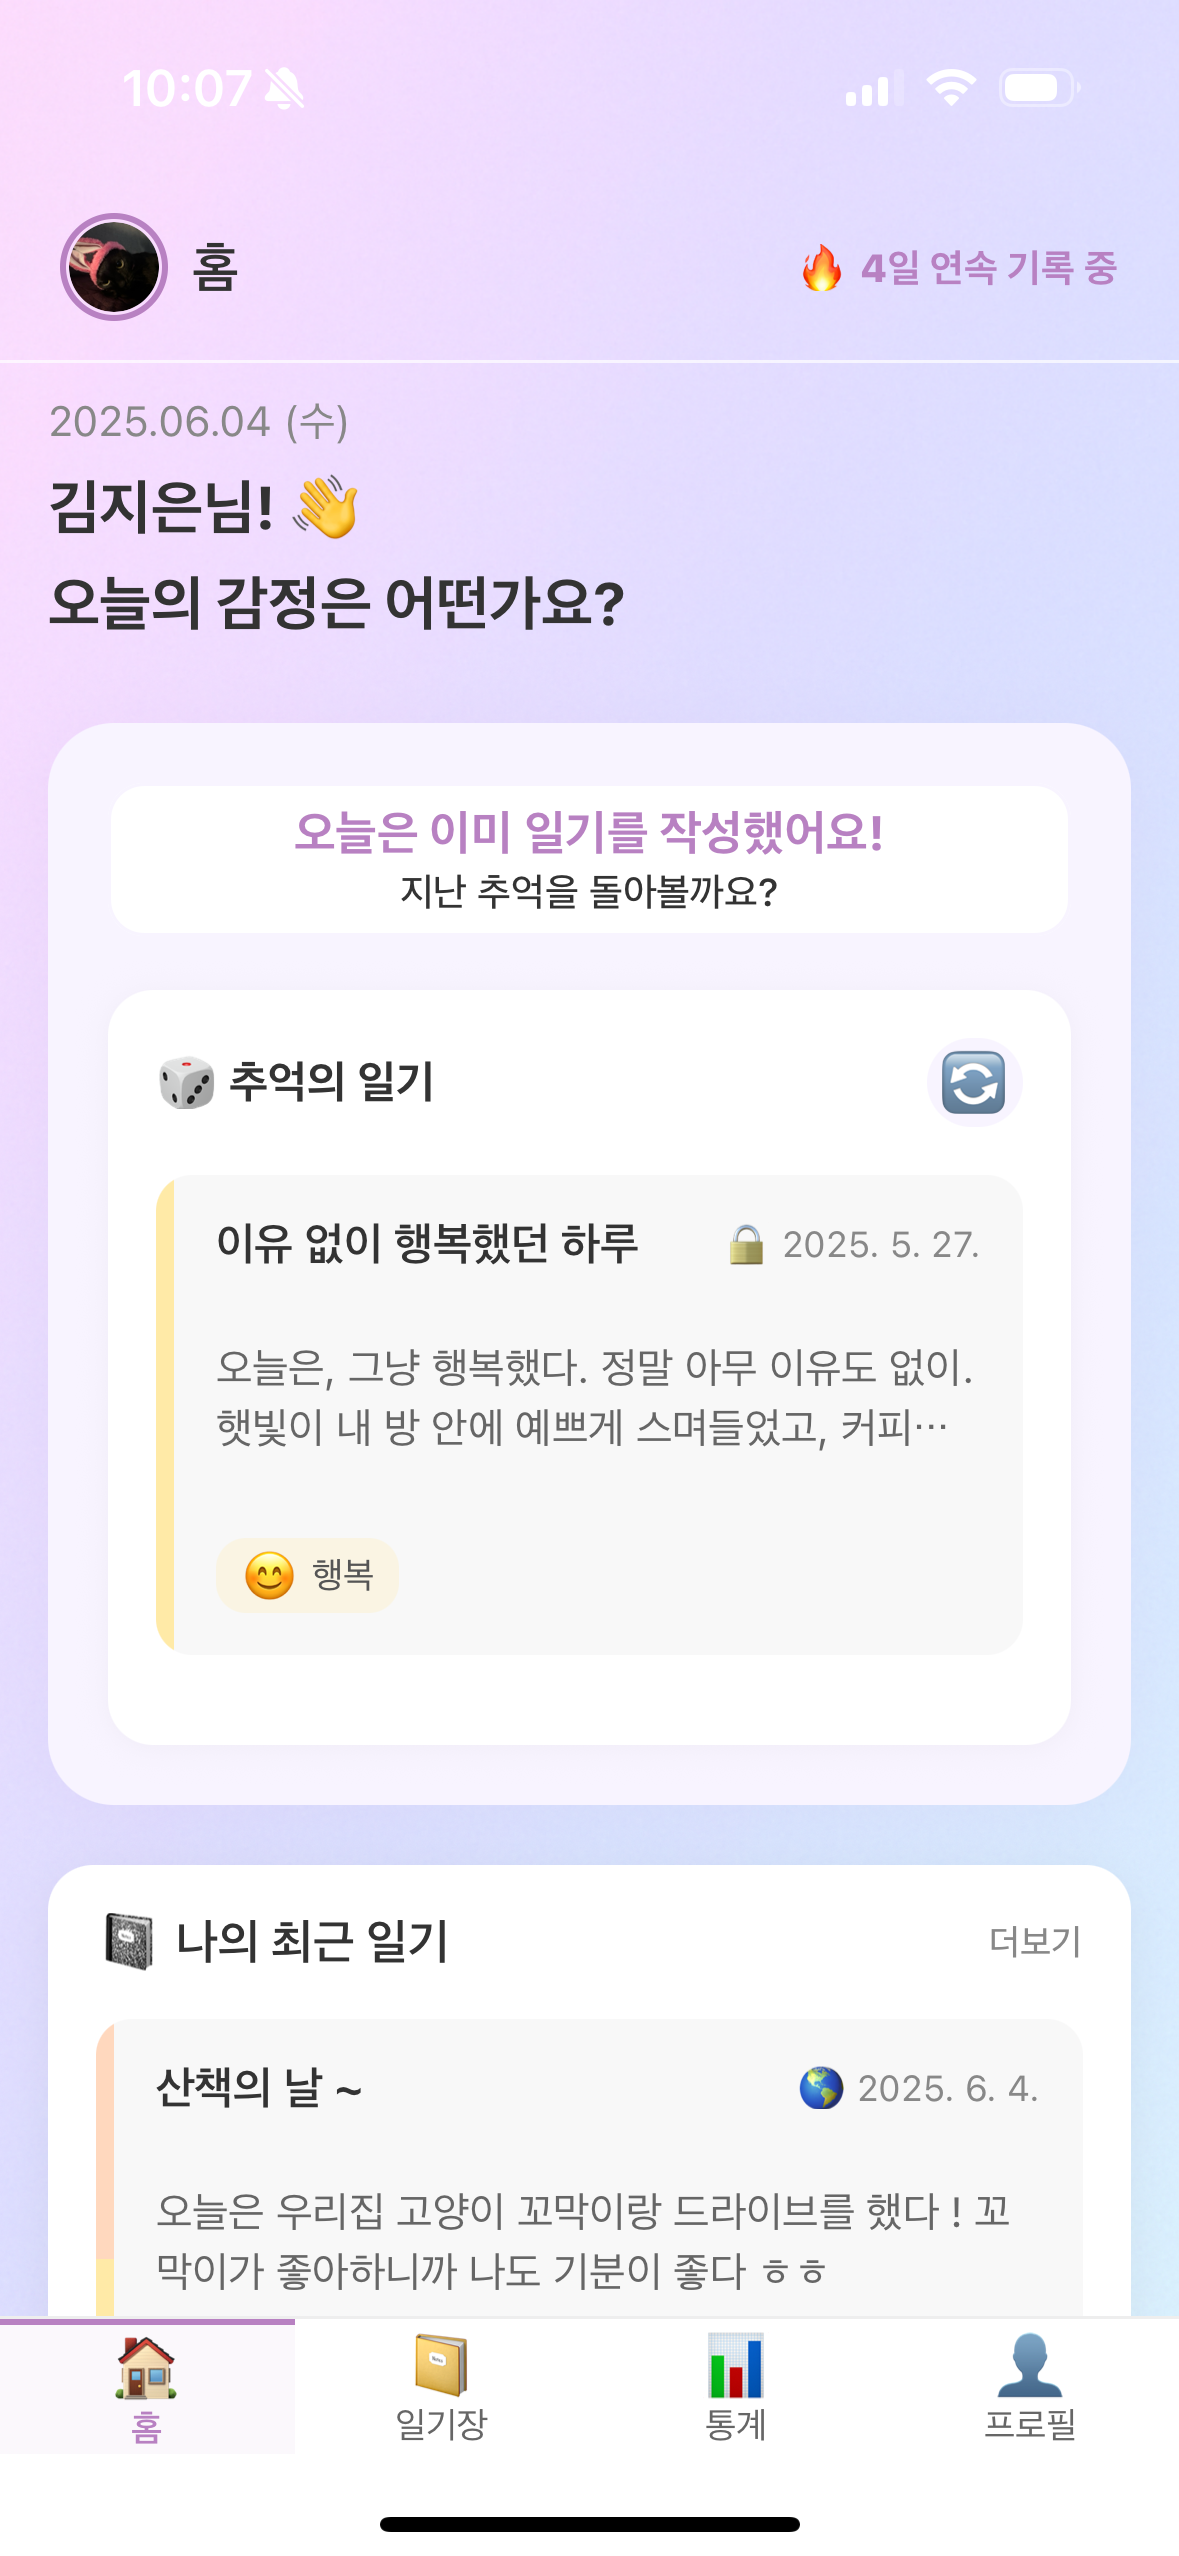 10:07
홈
4일 연속 기록 중
2025.06.04 (수)
김지은님! 👋
오늘의 감정은 어떤가요?
오늘은 이미 일기를 작성했어요!
지난 추억을 돌아볼까요?
추억의 일기
이유 없이 행복했던 하루
2025. 5. 27.
오늘은, 그냥 행복했다. 정말 아무 이유도 없이.
햇빛이 내 방 안에 예쁘게 스며들었고, 커피…
행복
나의 최근 일기
더보기
산책의 날 ~
2025. 6. 4.
오늘은 우리집 고양이 꼬막이랑 드라이브를 했다 ! 꼬
막이가 좋아하니까 나도 기분이 좋다 ㅎㅎ
홈
일기장
통계
프로필